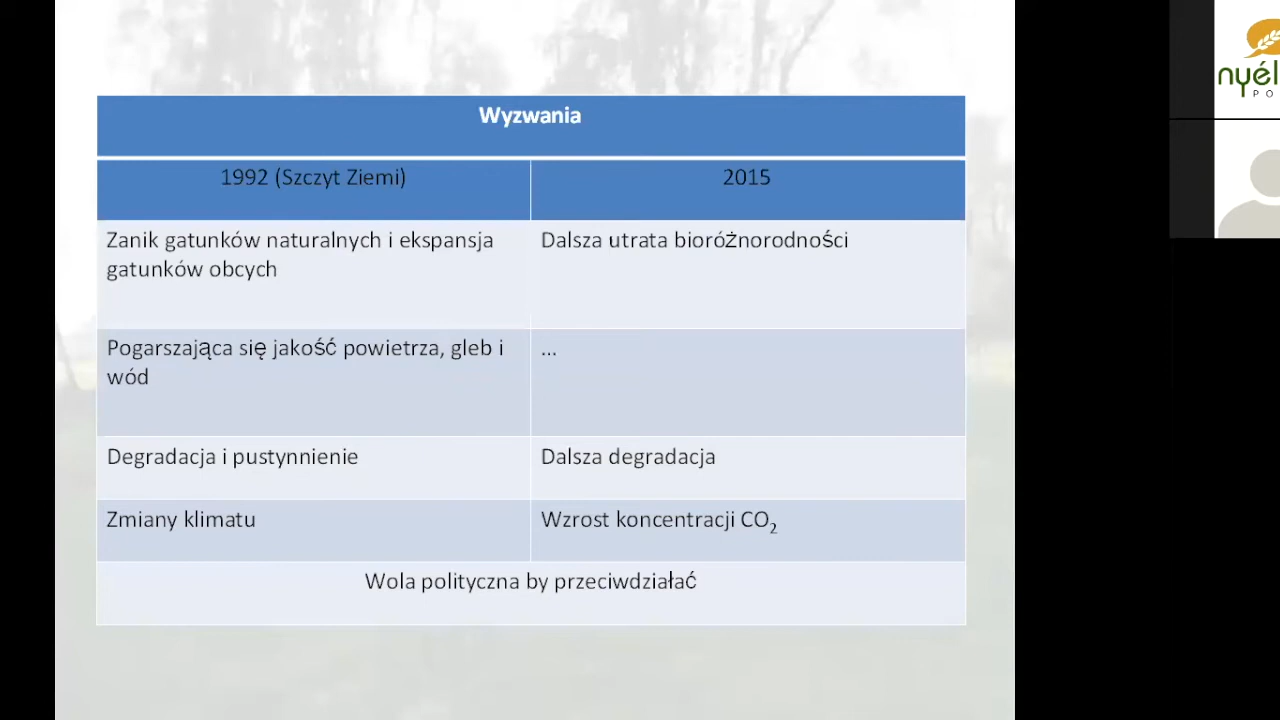 Wyzwania
1992 (Szczyt Ziemi)
2015
Zanik gatunków naturalnych i ekspansja
gatunków obcych
Dalsza utrata bioróżnorodności
Pogarszająca się jakość powietrza, gleb i
wód
...
Degradacja i pustynnienie
Dalsza degradacja
Zmiany klimatu
Wzrost koncentracji CO₂
Wola polityczna by przeciwdziałać
nyél
PO